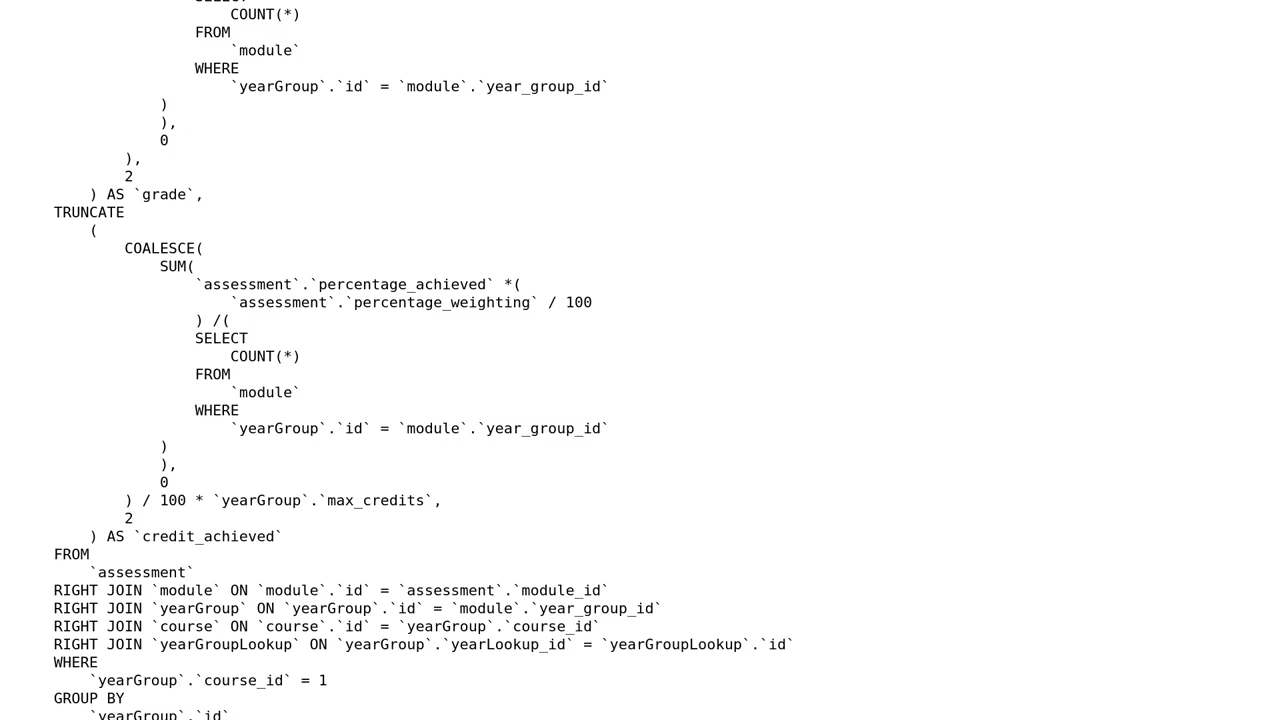 SELECT
COUNT(*)
FROM
`module`
WHERE
`yearGroup`.`id` = `module`.`year_group_id`
)
),
0
),
2
) AS `grade`,
TRUNCATE
(
COALESCE(
SUM(
`assessment`.`percentage_achieved` *(
`assessment`.`percentage_weighting` / 100
) /(
SELECT
COUNT(*)
FROM
`module`
WHERE
`yearGroup`.`id` = `module`.`year_group_id`
)
),
0
) / 100 * `yearGroup`.`max_credits`,
2
) AS `credit_achieved`
FROM
`assessment`
RIGHT JOIN `module` ON `module`.`id` = `assessment`.`module_id`
RIGHT JOIN `yearGroup` ON `yearGroup`.`id` = `module`.`year_group_id`
RIGHT JOIN `course` ON `course`.`id` = `yearGroup`.`course_id`
RIGHT JOIN `yearGroupLookup` ON `yearGroup`.`yearLookup_id` = `yearGroupLookup`.`id`
WHERE
`yearGroup`.`course_id` = 1
GROUP BY
`yearGroup`.`id`